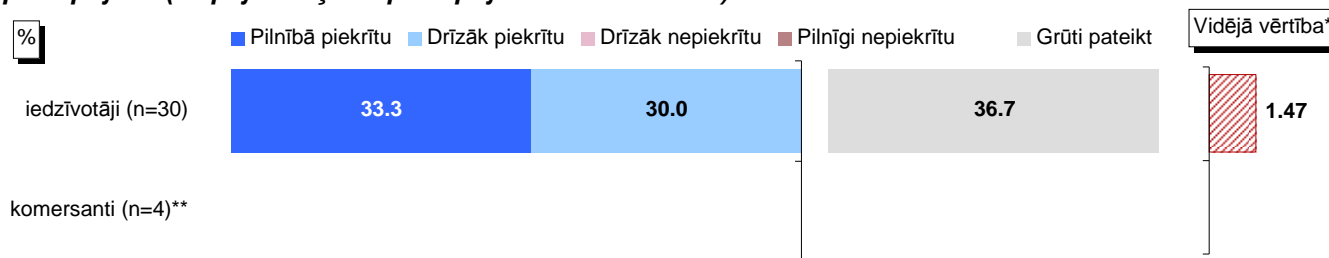 %
Pilnībā piekrītu Drīzāk piekrītu Drīzāk nepiekrītu Pilnīgi nepiekrītu Grūti pateikt
Vidējā vērtība*
iedzīvotāji (n=30) 33.3 30.0 36.7 1.47
komersanti (n=4)**